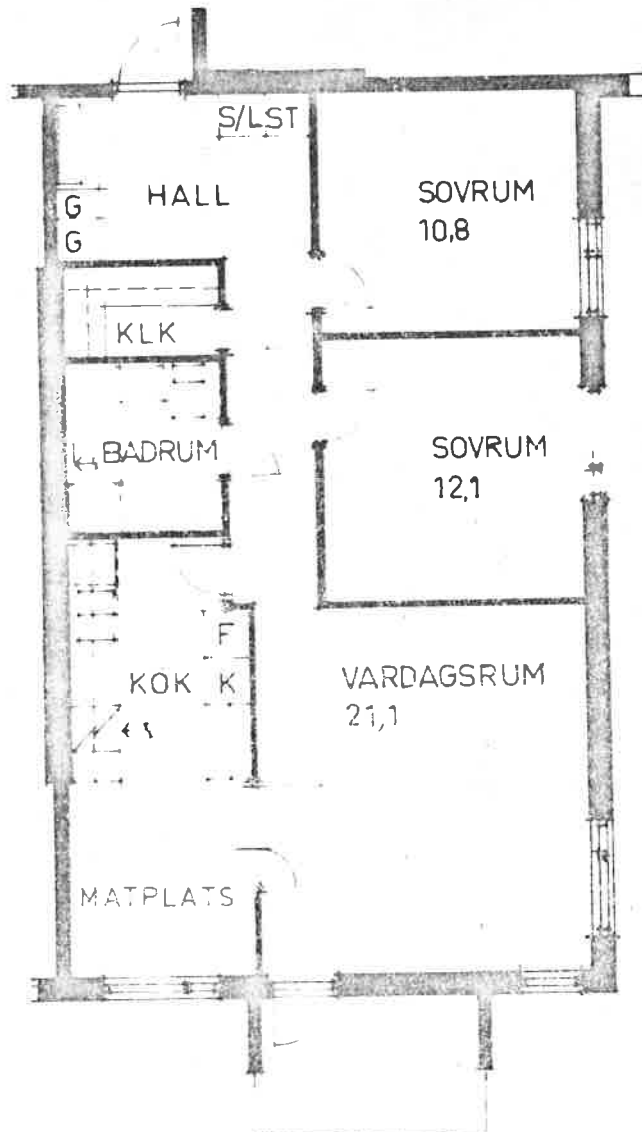 S/LST
HALL
G
G
SOVRUM
10,8
KLK
BADRUM
SOVRUM
12,1
F
KOK
K
VARDAGSRUM
21,1
MATPLATS